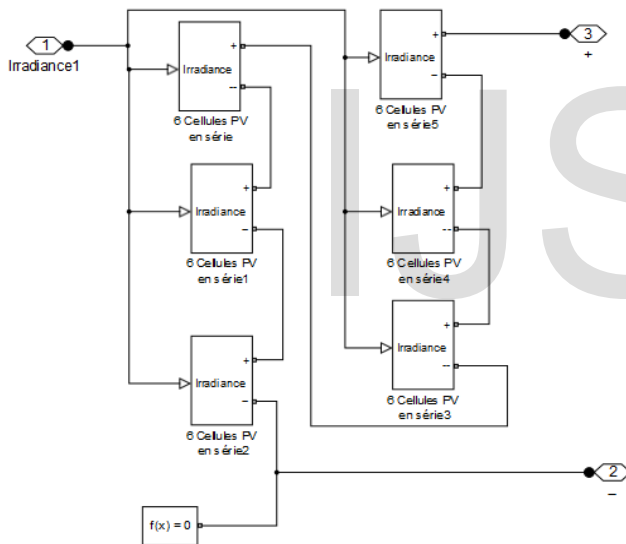 1
Irradiance1
+
Irradiance
--
6 Cellules PV
en série
+
Irradiance
–
6 Cellules PV
en série1
+
Irradiance
–
6 Cellules PV
en série2
f(x) = 0
+
Irradiance
–
6 Cellules PV
en série5
+
Irradiance
--
6 Cellules PV
en série4
+
Irradiance
--
6 Cellules PV
en série3
3
+
2
–
IJS